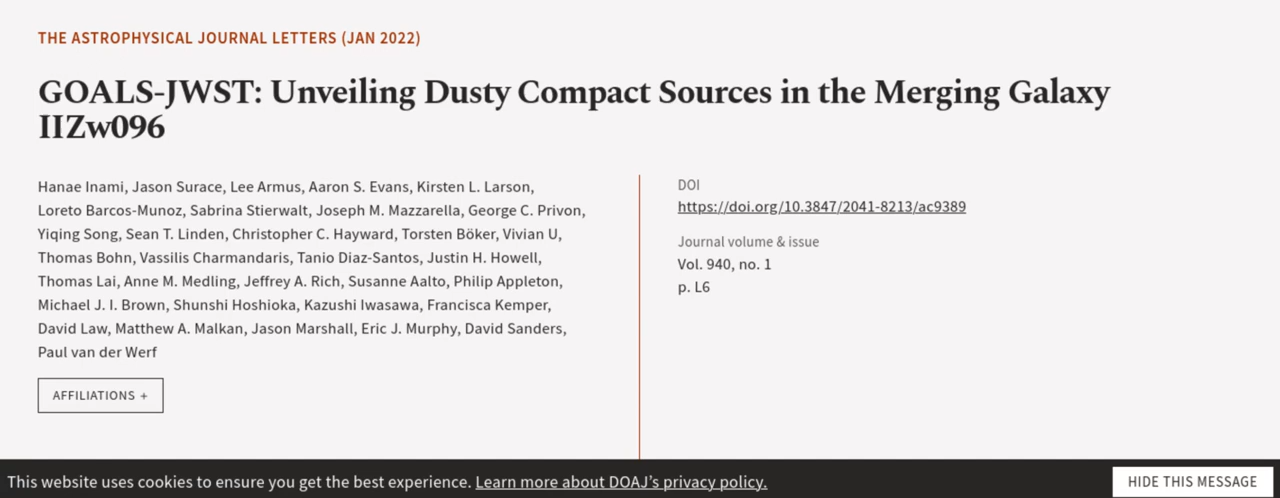 THE ASTROPHYSICAL JOURNAL LETTERS (JAN 2022)
GOALS-JWST: Unveiling Dusty Compact Sources in the Merging Galaxy
IIZw096
Hanae Inami, Jason Surace, Lee Armus, Aaron S. Evans, Kirsten L. Larson,
Loreto Barcos-Munoz, Sabrina Stierwalt, Joseph M. Mazzarella, George C. Privon,
Yiqing Song, Sean T. Linden, Christopher C. Hayward, Torsten Böker, Vivian U,
Thomas Bohn, Vassilis Charmandaris, Tanio Diaz-Santos, Justin H. Howell,
Thomas Lai, Anne M. Medling, Jeffrey A. Rich, Susanne Aalto, Philip Appleton,
Michael J. I. Brown, Shunshi Hoshioka, Kazushi Iwasawa, Francisca Kemper,
David Law, Matthew A. Malkan, Jason Marshall, Eric J. Murphy, David Sanders,
Paul van der Werf
AFFILIATIONS +
DOI
https://doi.org/10.3847/2041-8213/ac9389
Journal volume & issue
Vol. 940, no. 1
p. L6
This website uses cookies to ensure you get the best experience. Learn more about DOAJ’s privacy policy.
HIDE THIS MESSAGE